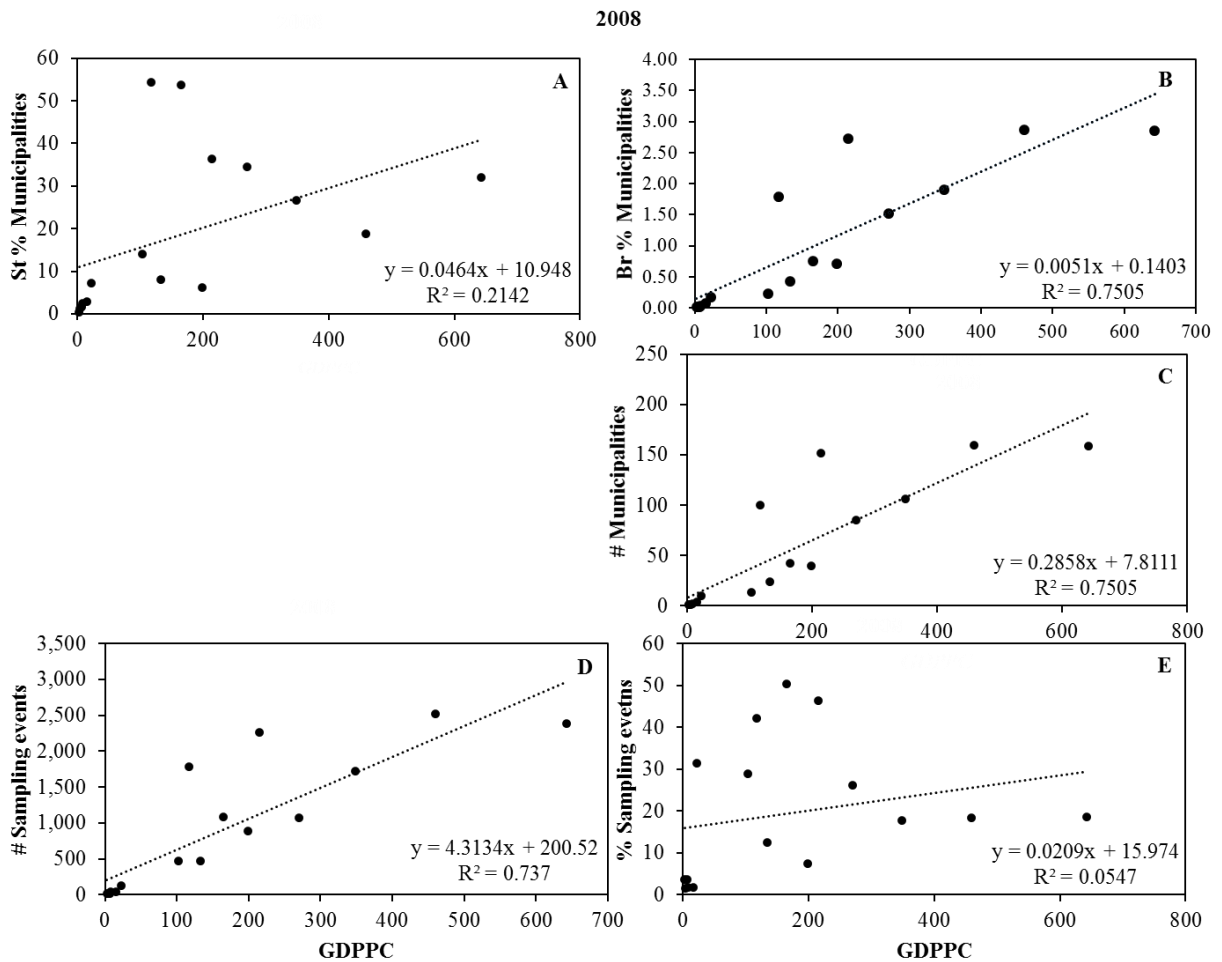 2008
A
St % Municipalities
60
50
40
30
20
10
0
0 200 400 600 800
y = 0.0464x + 10.948
R² = 0.2142
B
Br % Municipalities
4.00
3.50
3.00
2.50
2.00
1.50
1.00
0.50
0.00
0 100 200 300 400 500 600 700
y = 0.0051x + 0.1403
R² = 0.7505
C
# Municipalities
250
200
150
100
50
0
0 200 400 600 800
y = 0.2858x + 7.8111
R² = 0.7505
D
# Sampling events
3,500
3,000
2,500
2,000
1,500
1,000
500
0
0 100 200 300 400 500 600 700
y = 4.3134x + 200.52
R² = 0.737
GDPPC
E
% Sampling evetns
60
50
40
30
20
10
0
0 200 400 600 800
y = 0.0209x + 15.974
R² = 0.0547
GDPPC